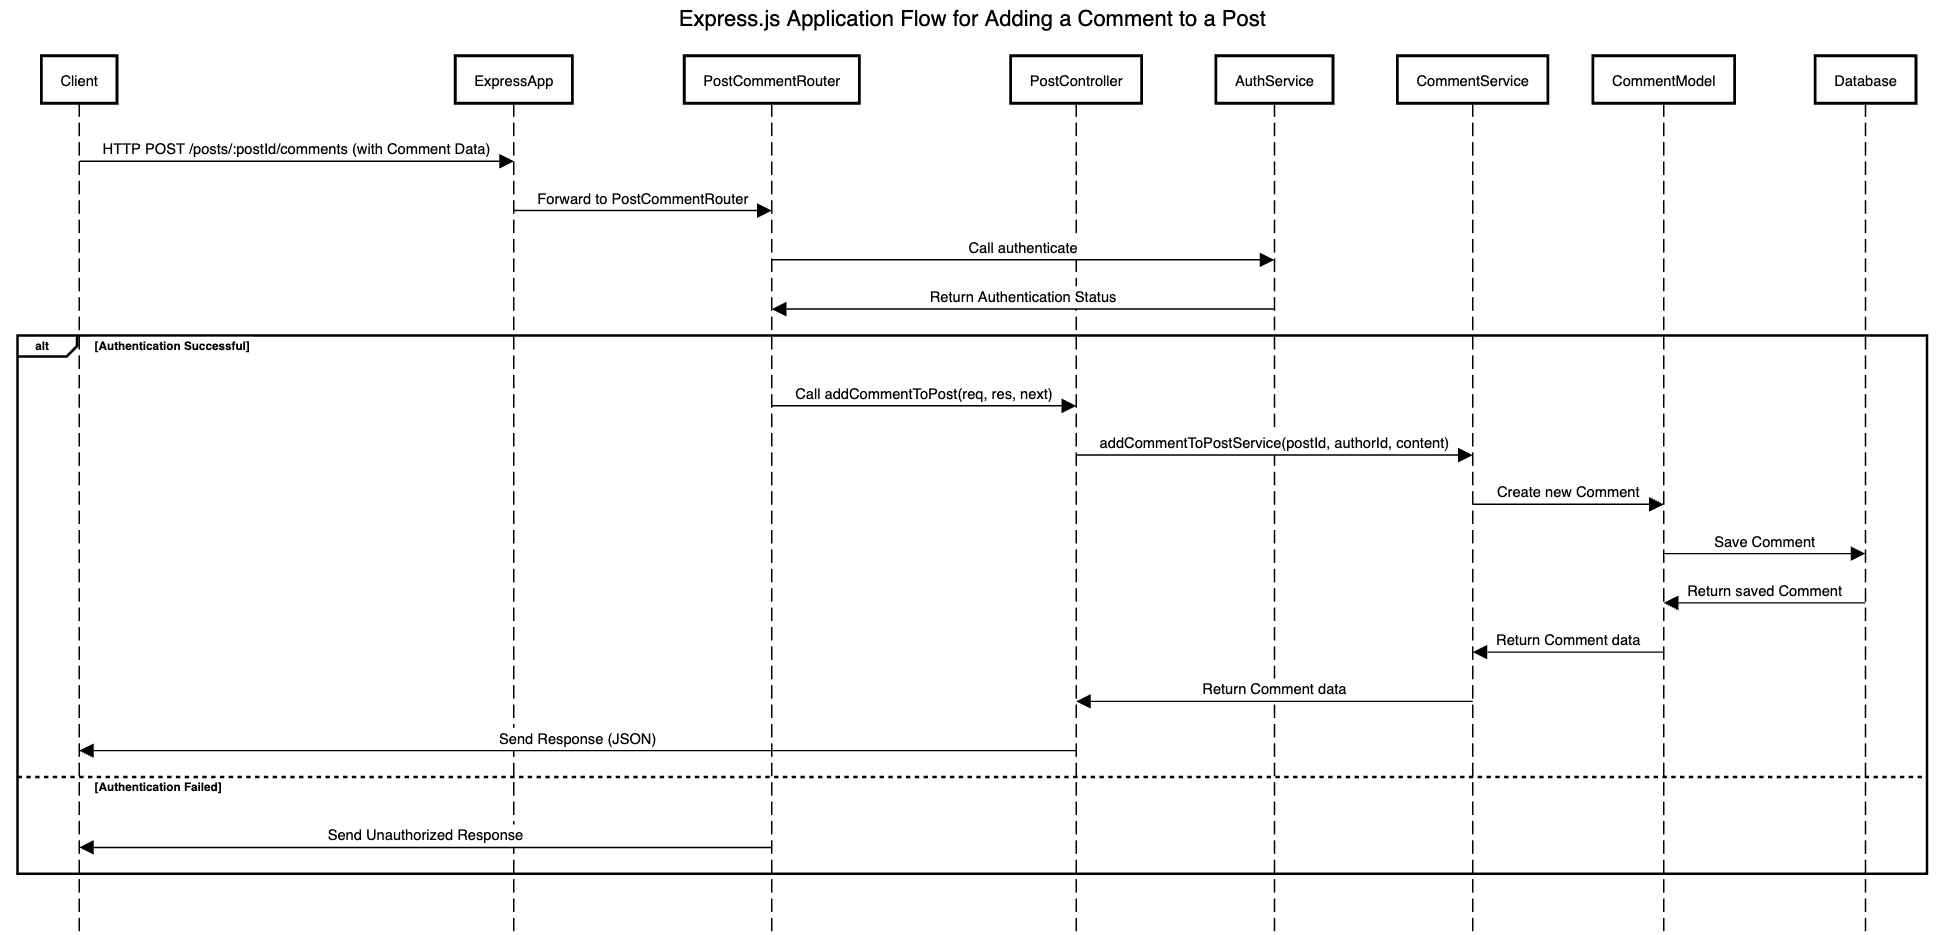 Express.js Application Flow for Adding a Comment to a Post
Client
ExpressApp
PostCommentRouter
PostController
AuthService
CommentService
CommentModel
Database
HTTP POST /posts/:postId/comments (with Comment Data)
Forward to PostCommentRouter
Call authenticate
Return Authentication Status
alt
[Authentication Successful]
Call addCommentToPost(req, res, next)
addCommentToPostService(postId, authorId, content)
Create new Comment
Save Comment
Return saved Comment
Return Comment data
Return Comment data
Send Response (JSON)
[Authentication Failed]
Send Unauthorized Response